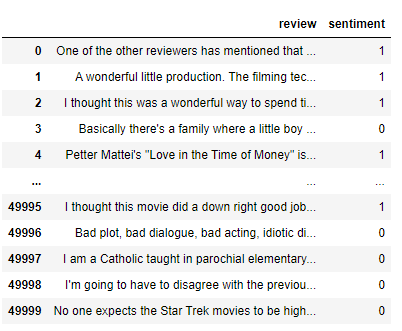 review sentiment
0 One of the other reviewers has mentioned that ... 1
1 A wonderful little production. The filming tec... 1
2 I thought this was a wonderful way to spend ti... 1
3 Basically there's a family where a little boy ... 0
4 Petter Mattei's "Love in the Time of Money" is... 1
... ... ...
49995 I thought this movie did a down right good job... 1
49996 Bad plot, bad dialogue, bad acting, idiotic di... 0
49997 I am a Catholic taught in parochial elementary... 0
49998 I'm going to have to disagree with the previou... 0
49999 No one expects the Star Trek movies to be high... 0